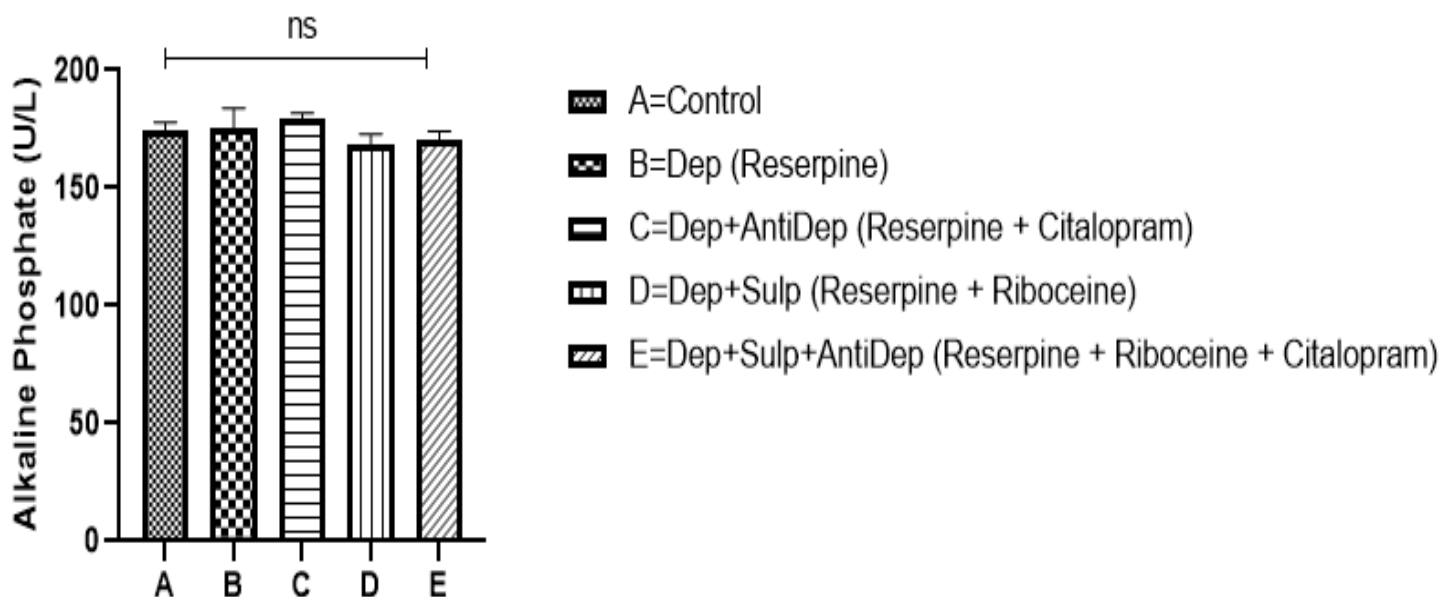 ns
Alkaline Phosphate (U/L)
200
150
100
50
0
A
B
C
D
E
A=Control
B=Dep (Reserpine)
C=Dep+AntiDep (Reserpine + Citalopram)
D=Dep+Sulp (Reserpine + Riboceine)
E=Dep+Sulp+AntiDep (Reserpine + Riboceine + Citalopram)